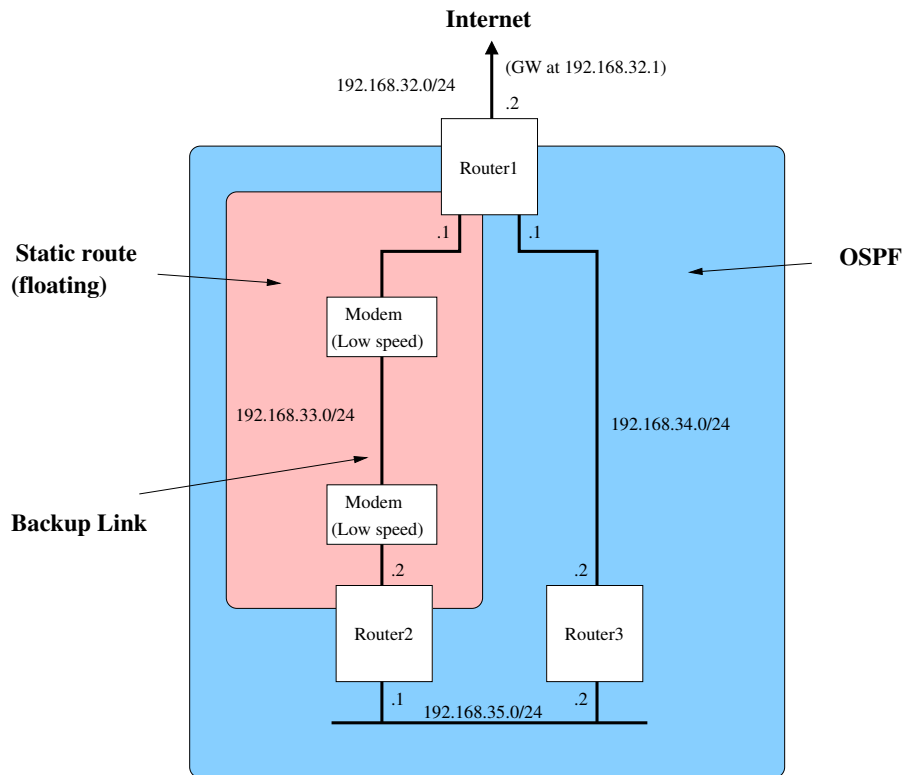 Internet
(GW at 192.168.32.1)
192.168.32.0/24
.2
Router1
.1
.1
Static route
(floating)
OSPF
Modem
(Low speed)
192.168.33.0/24
192.168.34.0/24
Backup Link
Modem
(Low speed)
.2
.2
Router2
Router3
.1
.2
192.168.35.0/24